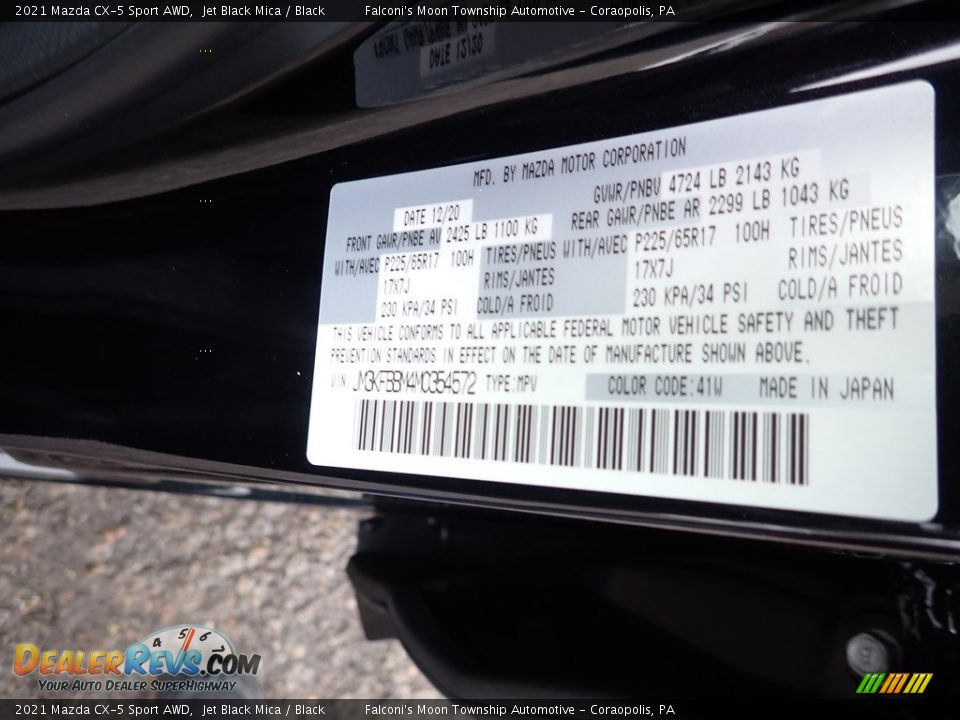 2021 Mazda CX-5 Sport AWD, Jet Black Mica / Black Falconi's Moon Township Automotive - Coraopolis, PA
DATE 12/20
MFD. BY MAZDA MOTOR CORPORATION
DATE 12/20 GVWR/PNBV 4724 LB 2143 KG
FRONT GAWR/PNBE AV 2425 LB 1100 KG REAR GAWR/PNBE AR 2299 LB 1043 KG
WITH/AVEC P225/65R17 100H TIRES/PNEUS WITH/AVEC P225/65R17 100H TIRES/PNEUS
17X7J RIMS/JANTES 17X7J RIMS/JANTES
230 KPA/34 PSI COLD/A FROID 230 KPA/34 PSI COLD/A FROID
THIS VEHICLE CONFORMS TO ALL APPLICABLE FEDERAL MOTOR VEHICLE SAFETY AND THEFT
PREVENTION STANDARDS IN EFFECT ON THE DATE OF MANUFACTURE SHOWN ABOVE.
VIN JM3KFBBM4M0354572 TYPE:MPV COLOR CODE:41W MADE IN JAPAN
4 5 6
DEALERREVS.COM
YOUR AUTO DEALER SUPERHIGHWAY
2021 Mazda CX-5 Sport AWD, Jet Black Mica / Black Falconi's Moon Township Automotive - Coraopolis, PA